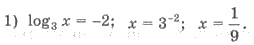 1) log₃ x = −2; x = 3⁻²; x = 1/9.